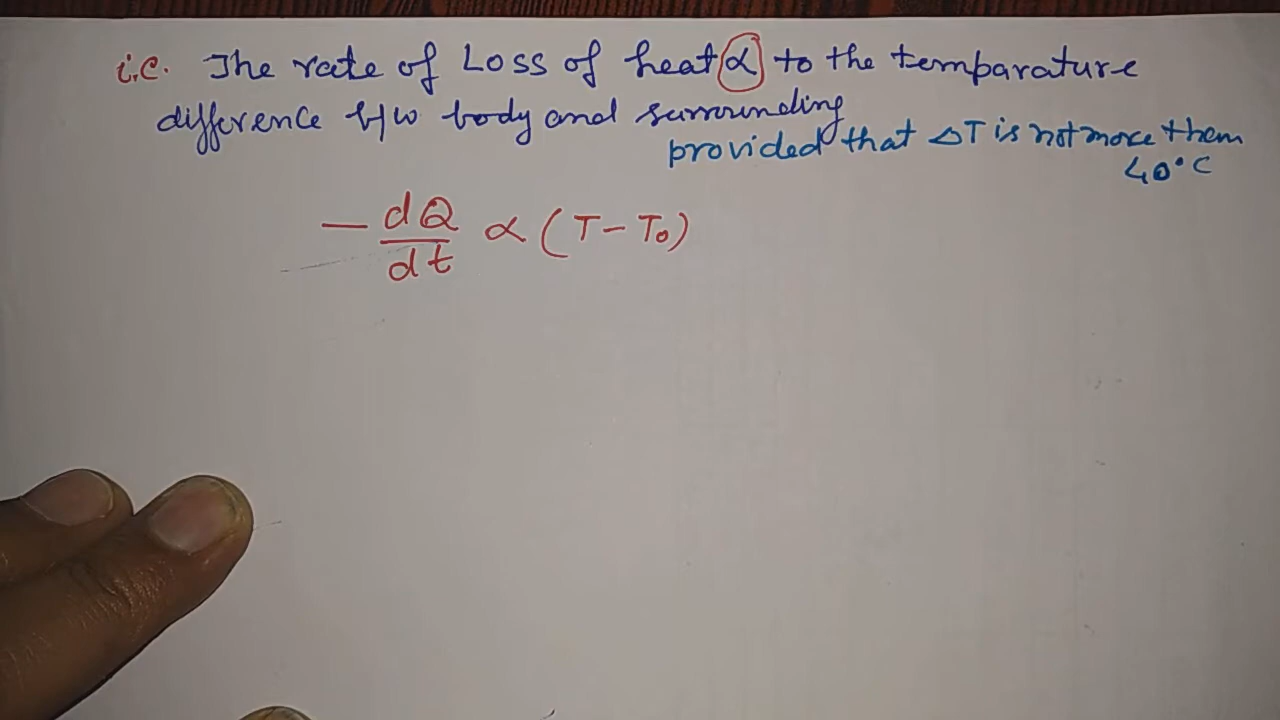 i.e. The rate of Loss of heat α to the temparature
difference b/w body and surrounding
provided that ΔT is not more them
40°C
- dQ/dt α (T - T₀)